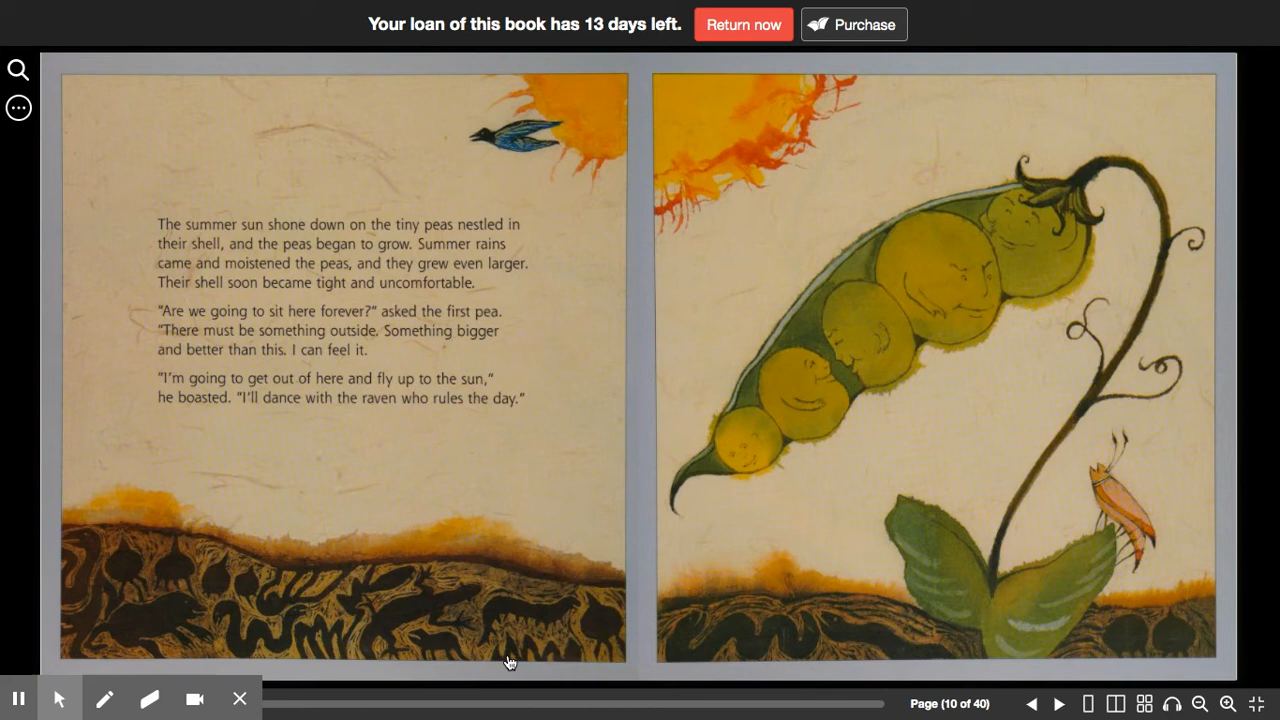 Your loan of this book has 13 days left.
Return now
Purchase
The summer sun shone down on the tiny peas nestled in
their shell, and the peas began to grow. Summer rains
came and moistened the peas, and they grew even larger.
Their shell soon became tight and uncomfortable.
"Are we going to sit here forever?" asked the first pea.
"There must be something outside. Something bigger
and better than this. I can feel it.
"I'm going to get out of here and fly up to the sun,"
he boasted. "I'll dance with the raven who rules the day."
Page (10 of 40)